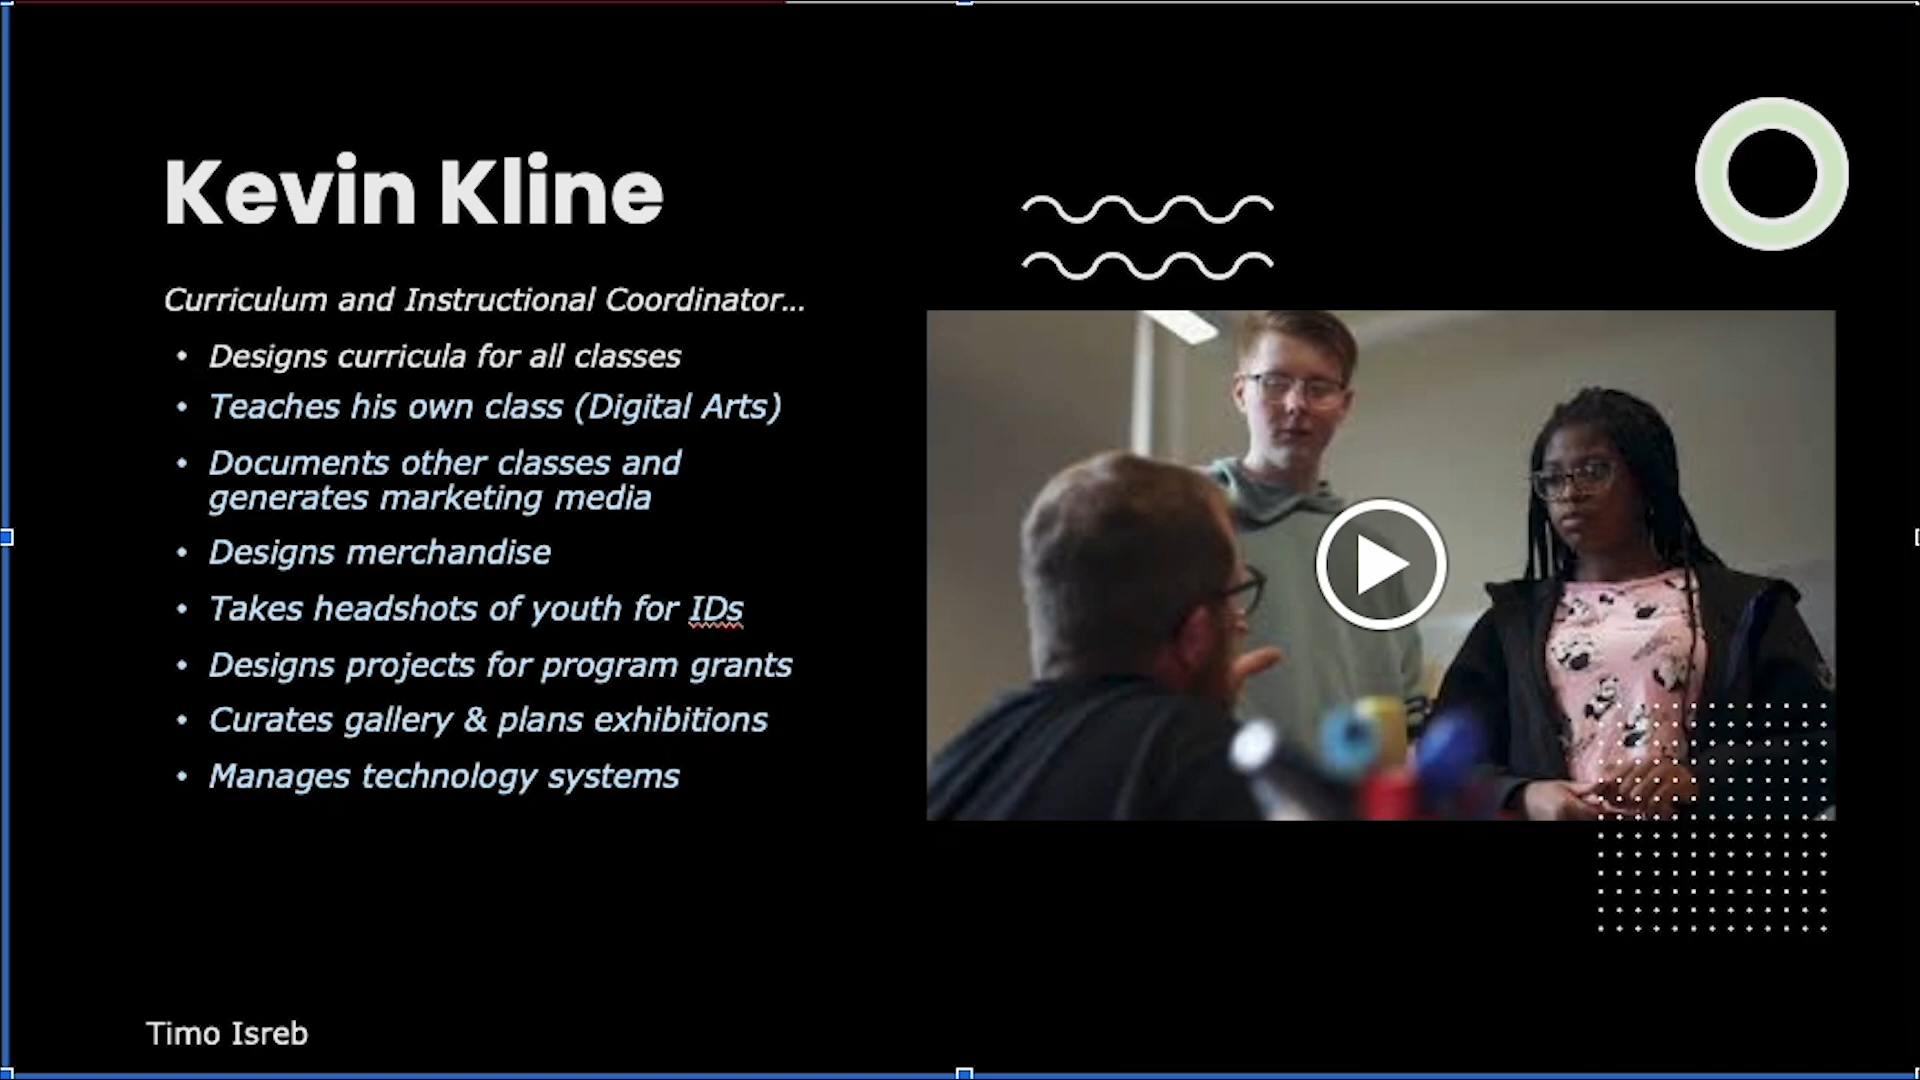 Kevin Kline
Curriculum and Instructional Coordinator...
• Designs curricula for all classes
• Teaches his own class (Digital Arts)
• Documents other classes and
generates marketing media
• Designs merchandise
• Takes headshots of youth for IDs
• Designs projects for program grants
• Curates gallery & plans exhibitions
• Manages technology systems
Timo Isreb